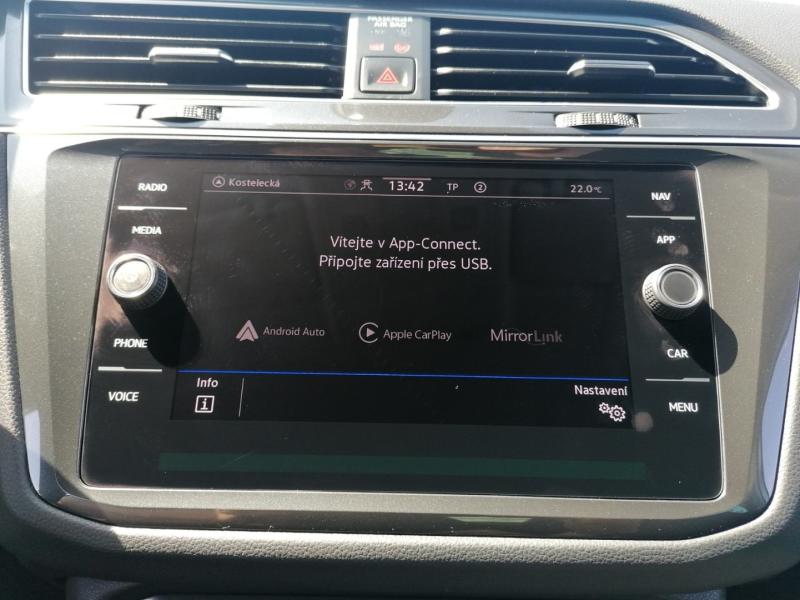 PASSENGER
AIR BAG
RADIO
MEDIA
PHONE
VOICE
Kostelecká
13:42
TP
2
22.0°C
Vítejte v App-Connect.
Připojte zařízení přes USB.
Android Auto
Apple CarPlay
MirrorLink
Info
i
Nastavení
NAV
APP
CAR
MENU